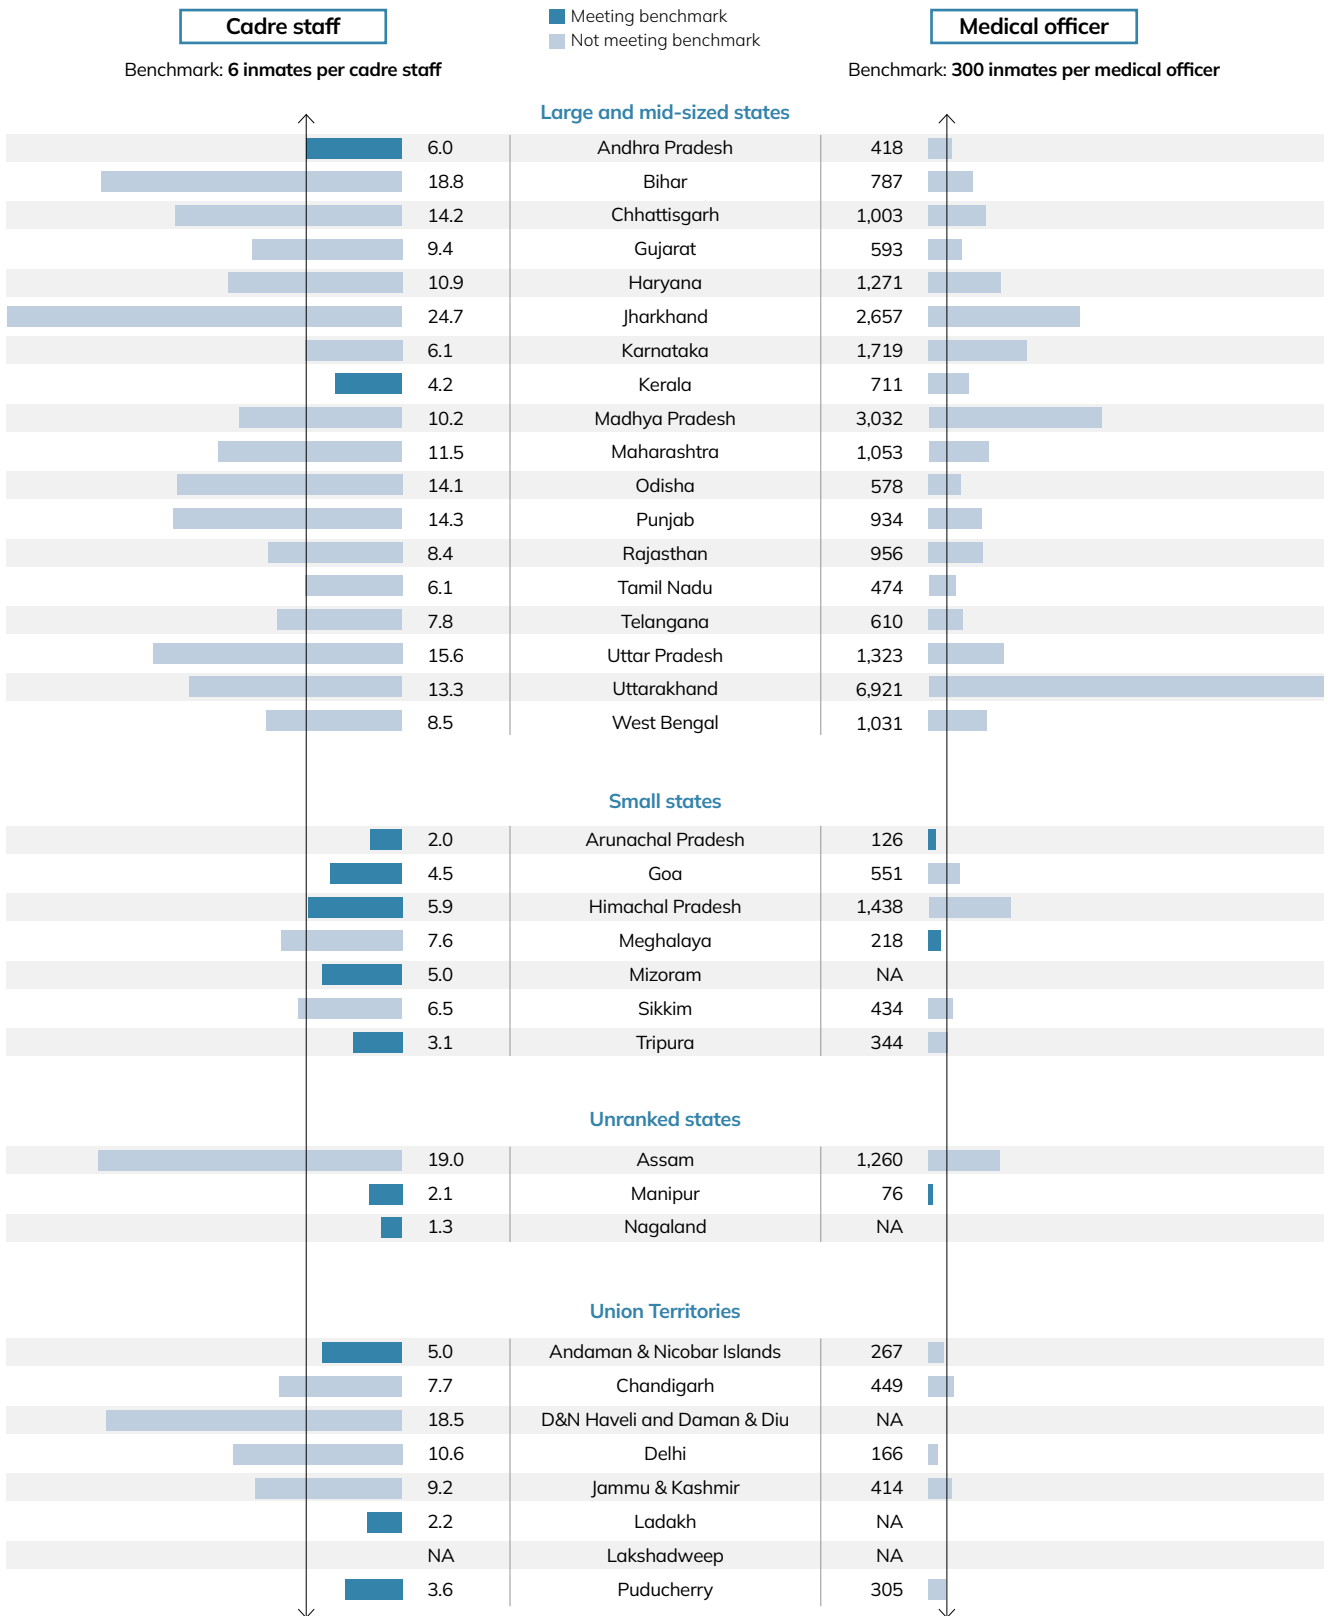 Cadre staff
Meeting benchmark
Not meeting benchmark
Medical officer
Benchmark: 6 inmates per cadre staff
Benchmark: 300 inmates per medical officer
Large and mid-sized states
6.0 Andhra Pradesh 418
18.8 Bihar 787
14.2 Chhattisgarh 1,003
9.4 Gujarat 593
10.9 Haryana 1,271
24.7 Jharkhand 2,657
6.1 Karnataka 1,719
4.2 Kerala 711
10.2 Madhya Pradesh 3,032
11.5 Maharashtra 1,053
14.1 Odisha 578
14.3 Punjab 934
8.4 Rajasthan 956
6.1 Tamil Nadu 474
7.8 Telangana 610
15.6 Uttar Pradesh 1,323
13.3 Uttarakhand 6,921
8.5 West Bengal 1,031
Small states
2.0 Arunachal Pradesh 126
4.5 Goa 551
5.9 Himachal Pradesh 1,438
7.6 Meghalaya 218
5.0 Mizoram NA
6.5 Sikkim 434
3.1 Tripura 344
Unranked states
19.0 Assam 1,260
2.1 Manipur 76
1.3 Nagaland NA
Union Territories
5.0 Andaman & Nicobar Islands 267
7.7 Chandigarh 449
18.5 D&N Haveli and Daman & Diu NA
10.6 Delhi 166
9.2 Jammu & Kashmir 414
2.2 Ladakh NA
NA Lakshadweep NA
3.6 Puducherry 305